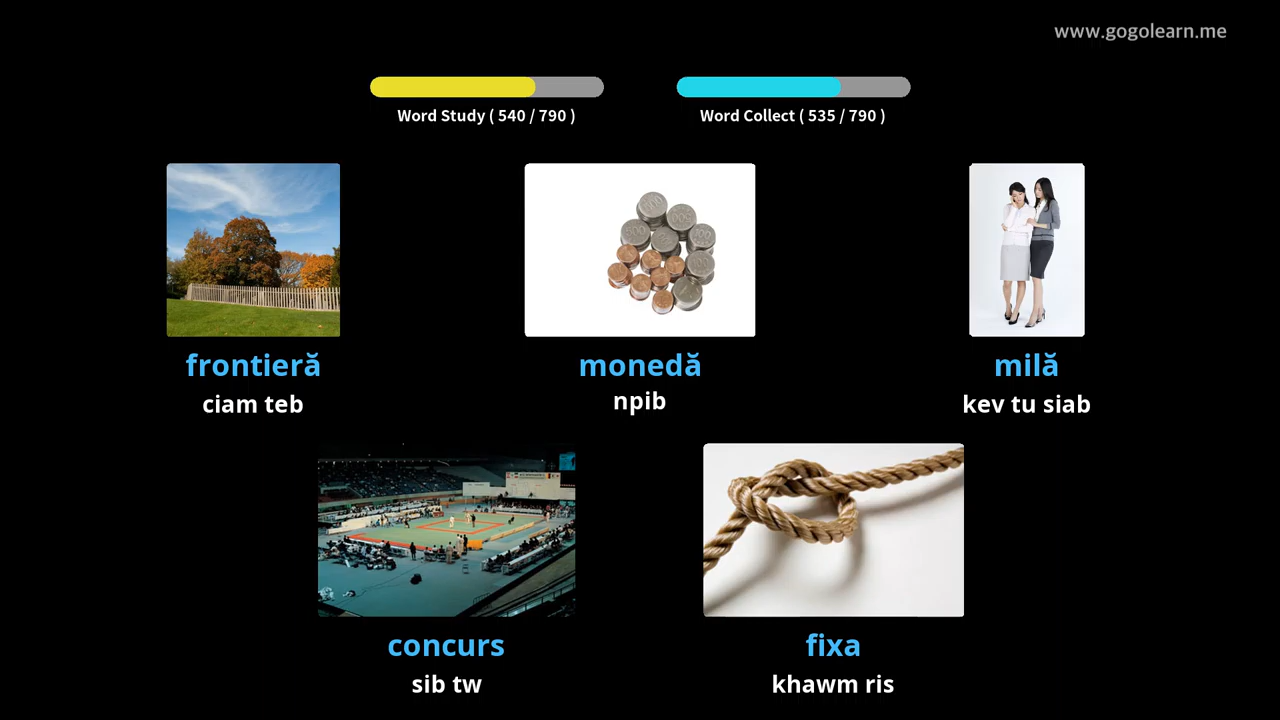 www.gogolearn.me
Word Study ( 540 / 790 )
Word Collect ( 535 / 790 )
frontieră
monedă
milă
ciam teb
npib
kev tu siab
concurs
fixa
sib tw
khawm ris